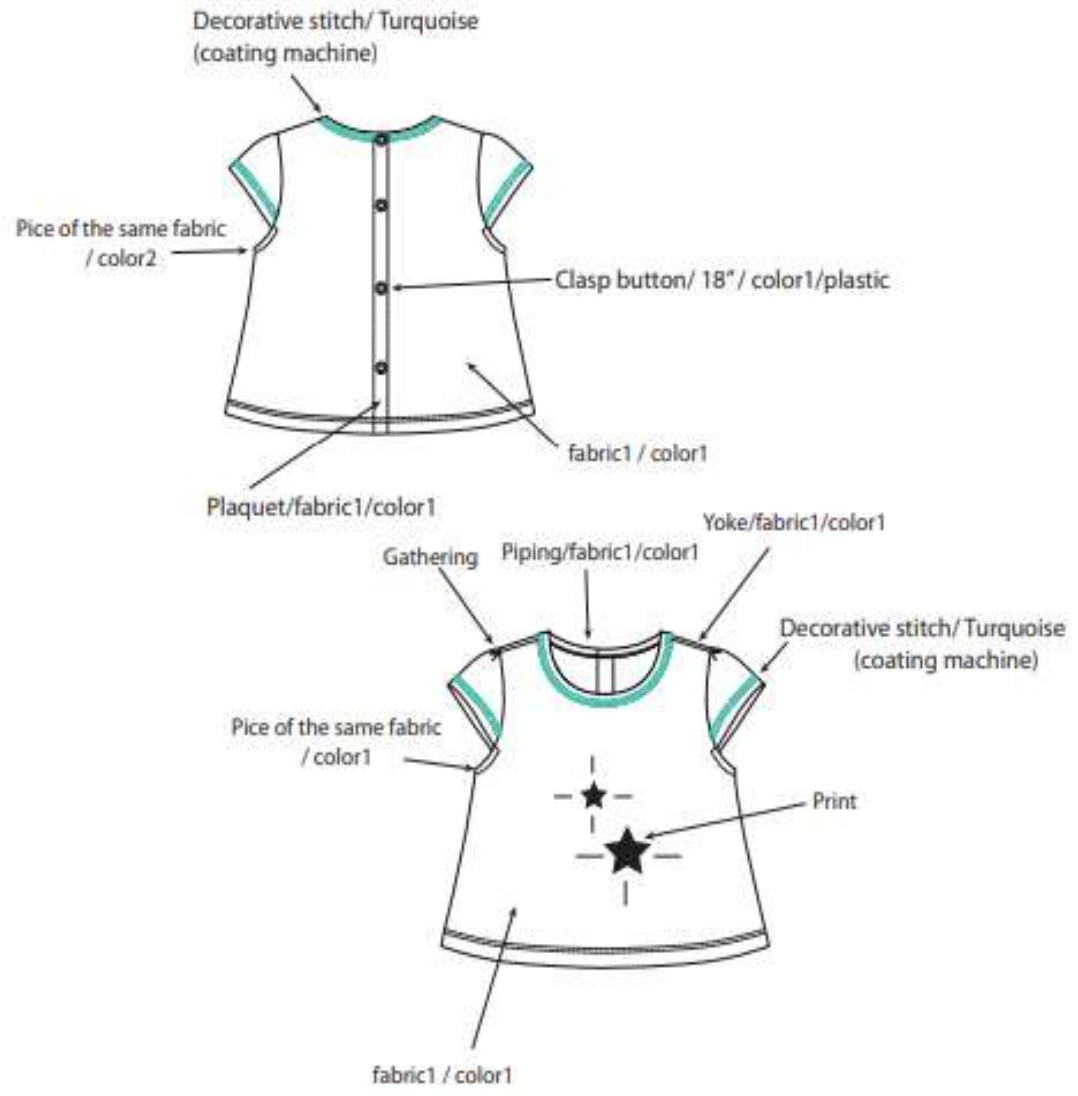 Decorative stitch/ Turquoise
(coating machine)
Pice of the same fabric
/ color2
Clasp button/ 18"/ color1/plastic
fabric1 / color1
Plaquet/fabric1/color1
Yoke/fabric1/color1
Gathering
Piping/fabric1/color1
Decorative stitch/ Turquoise
(coating machine)
Pice of the same fabric
/ color1
Print
fabric1 / color1